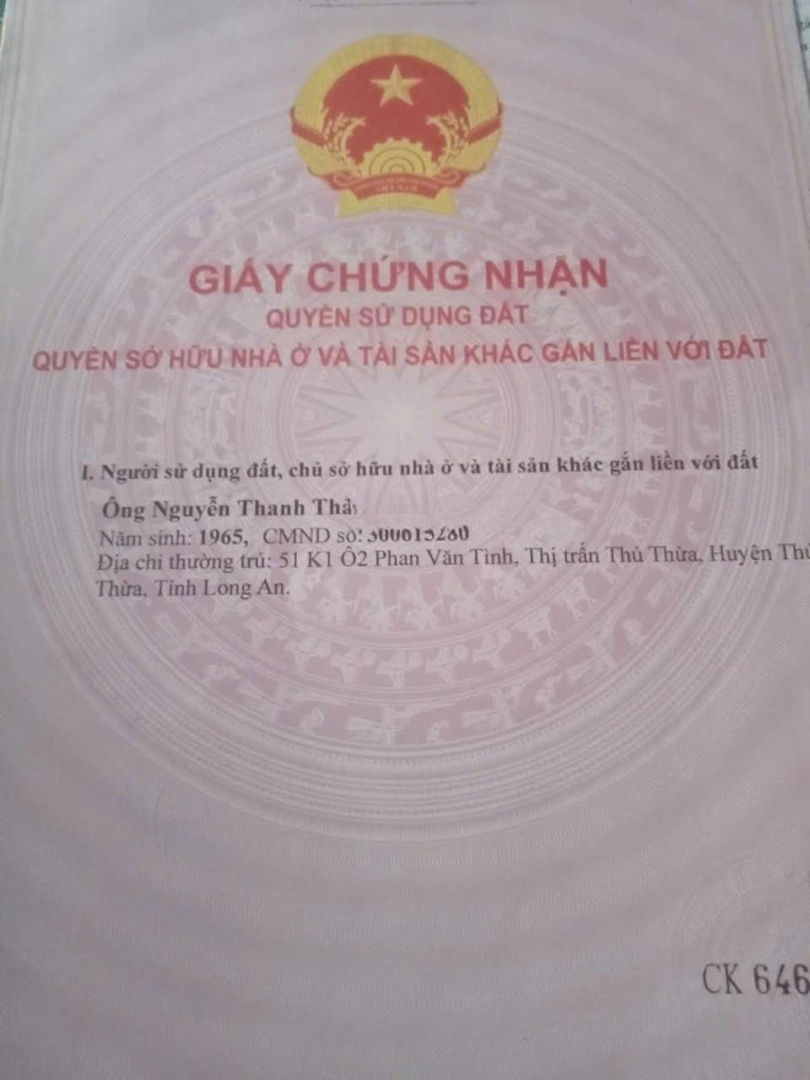 GIẤY CHỨNG NHẬN
QUYỀN SỬ DỤNG ĐẤT
QUYỀN SỞ HỮU NHÀ Ở VÀ TÀI SẢN KHÁC GẮN LIỀN VỚI ĐẤT
I. Người sử dụng đất, chủ sở hữu nhà ở và tài sản khác gắn liền với đất
Ông Nguyễn Thanh
Năm sinh: 1965, CMND số:
Địa chỉ thường trú: 51 K1 Ô2 Phan Văn Tình, Thị trấn Thủ Thừa, Huyện Thủ
Thừa, Tỉnh Long An.
CK 646